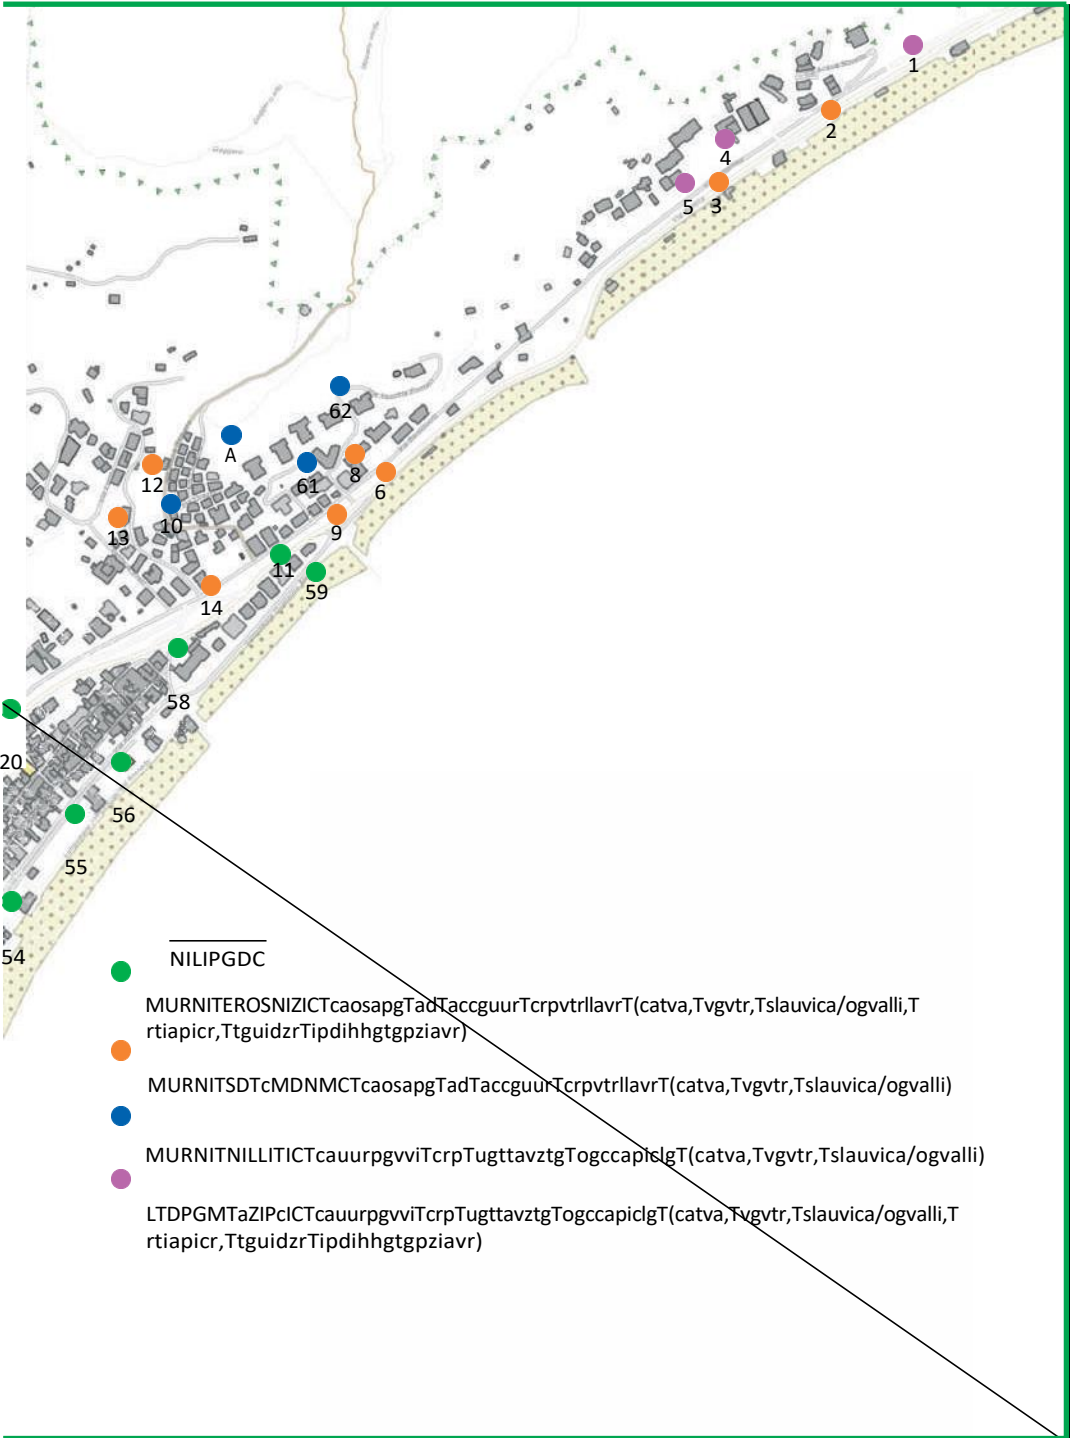 1
2
4
5
3
62
A
8
12
61
6
10
9
13
11
59
14
58
20
56
55
54
NILIPGDC
MURNITEROSNIZICTcaosapgTadTaccguurTcrpvtrllavrT(catva,Tvgvtr,Tslauvica/ogvalli,T
rtiapicr,TtguidzrTipdihhgtgpziavr)
MURNITSDTcMDNMCTcaosapgTadTaccguurTcrpvtrllavrT(catva,Tvgvtr,Tslauvica/ogvalli)
MURNITNILLITICTcauurpgvviTcrpTugttavztgTogccapiclgT(catva,Tvgvtr,Tslauvica/ogvalli)
LTDPGMTaZIPcICTcauurpgvviTcrpTugttavztgTogccapiclgT(catva,Tvgvtr,Tslauvica/ogvalli,T
rtiapicr,TtguidzrTipdihhgtgpziavr)